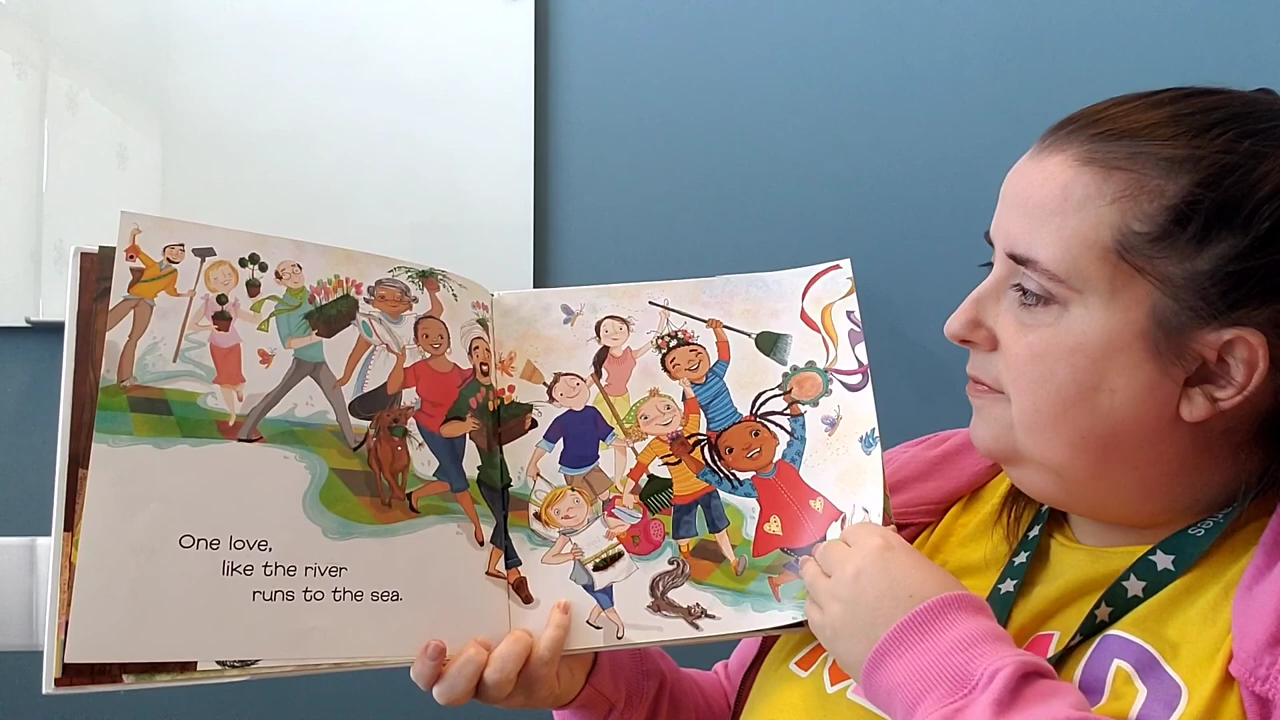 One love,
like the river
runs to the sea.